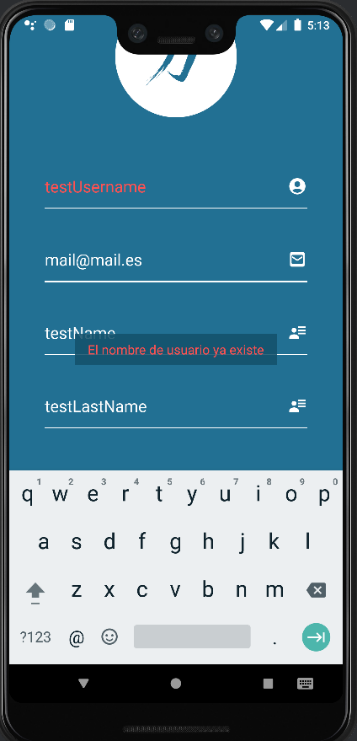 5:13
testUsername
mail@mail.es
testName
El nombre de usuario ya existe
testLastName
1 2 3 4 5 6 7 8 9 0
q w e r t y u i o p
a s d f g h j k l
z x c v b n m
?123 @ .